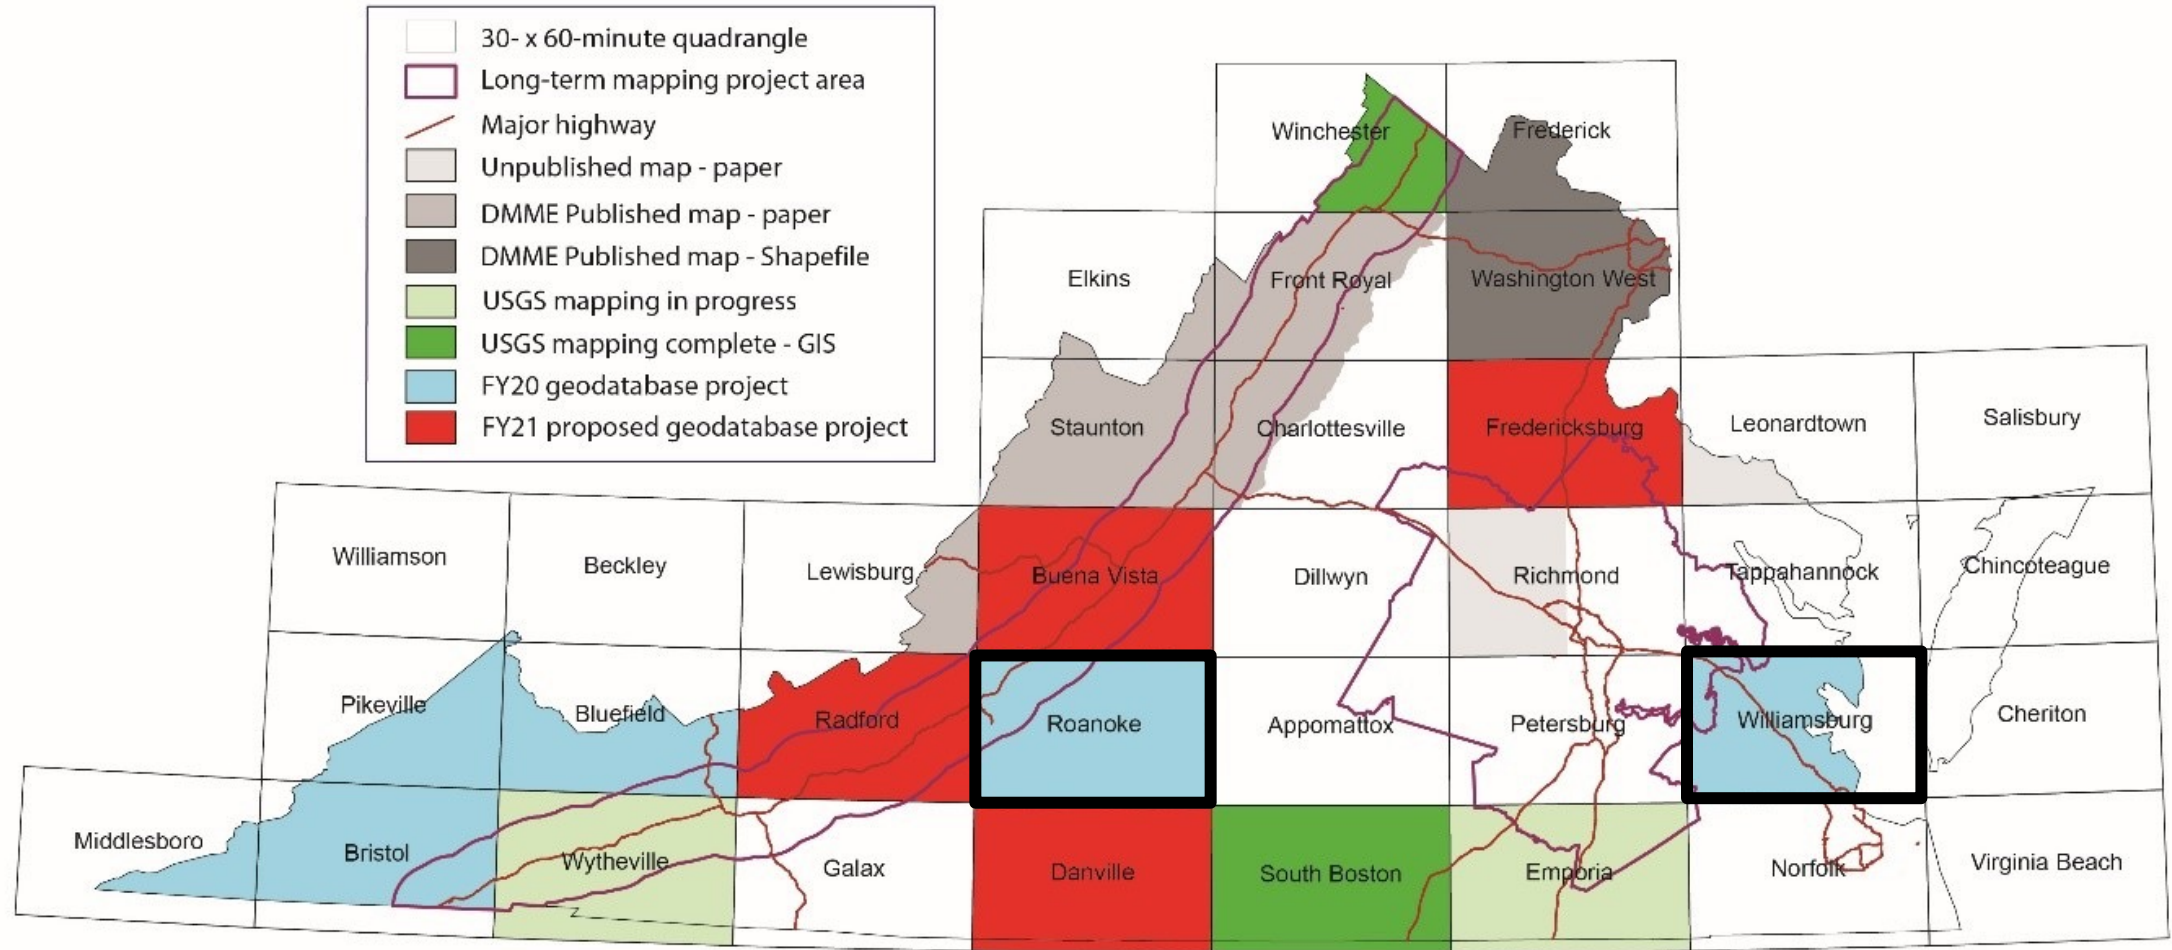 30- x 60-minute quadrangle
Long-term mapping project area
Major highway
Unpublished map - paper
DMME Published map - paper
DMME Published map - Shapefile
USGS mapping in progress
USGS mapping complete - GIS
FY20 geodatabase project
FY21 proposed geodatabase project
Winchester
Frederick
Elkins
Front Royal
Washington West
Staunton
Charlottesville
Fredericksburg
Leonardtown
Salisbury
Williamson
Beckley
Lewisburg
Buena Vista
Dillwyn
Richmond
Tappahannock
Chincoteague
Pikeville
Bluefield
Radford
Roanoke
Appomattox
Petersburg
Williamsburg
Cheriton
Middlesboro
Bristol
Wytheville
Galax
Danville
South Boston
Emporia
Norfolk
Virginia Beach